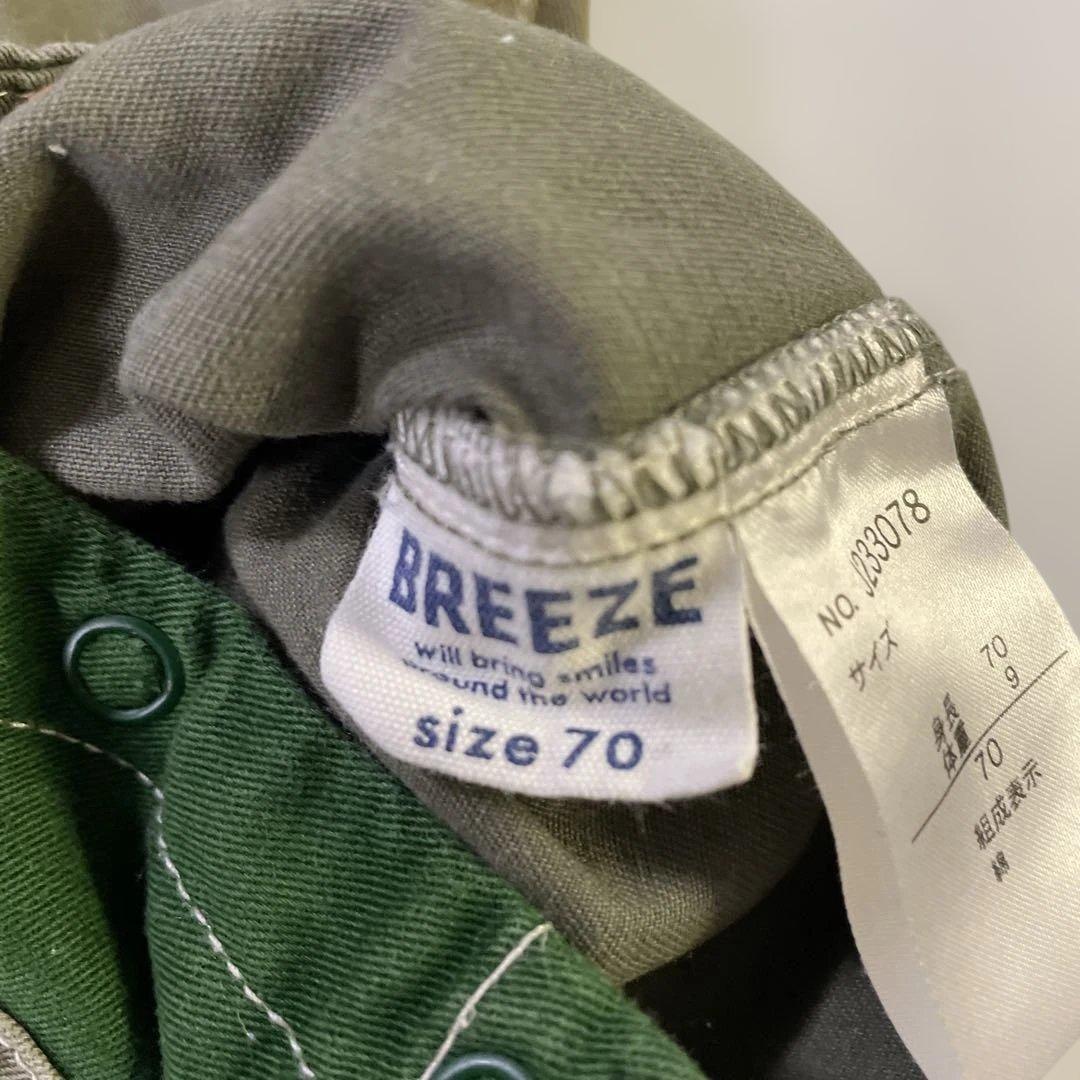 BREEZE
will bring smiles
around the world
size 70
NO. J233078
サイズ
身長 70
体重 9
70
組成表示
綿